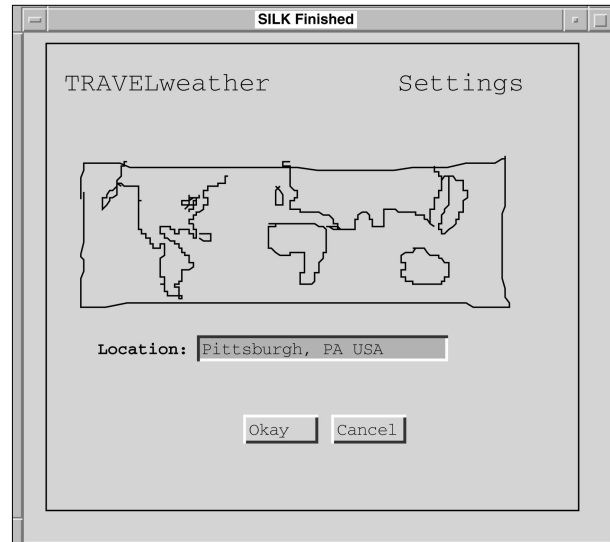 SILK Finished
TRAVELweather Settings
Location: Pittsburgh, PA USA
Okay Cancel